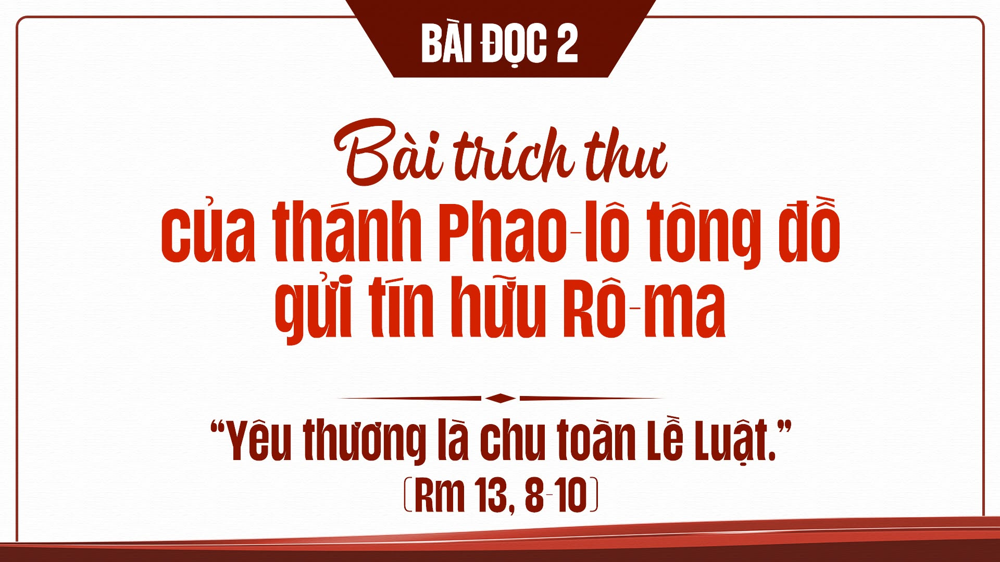 BÀI ĐỌC 2
Bài trích thư
của thánh Phao-lô tông đồ
gửi tín hữu Rô-ma
“Yêu thương là chu toàn Lề Luật.”
(Rm 13, 8-10)